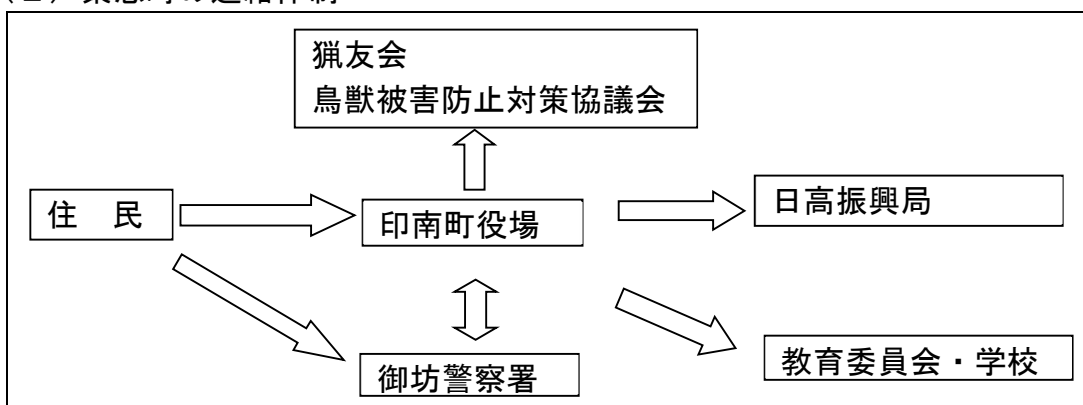 猟友会
鳥獣被害防止対策協議会
住　民
印南町役場
日高振興局
御坊警察署
教育委員会・学校